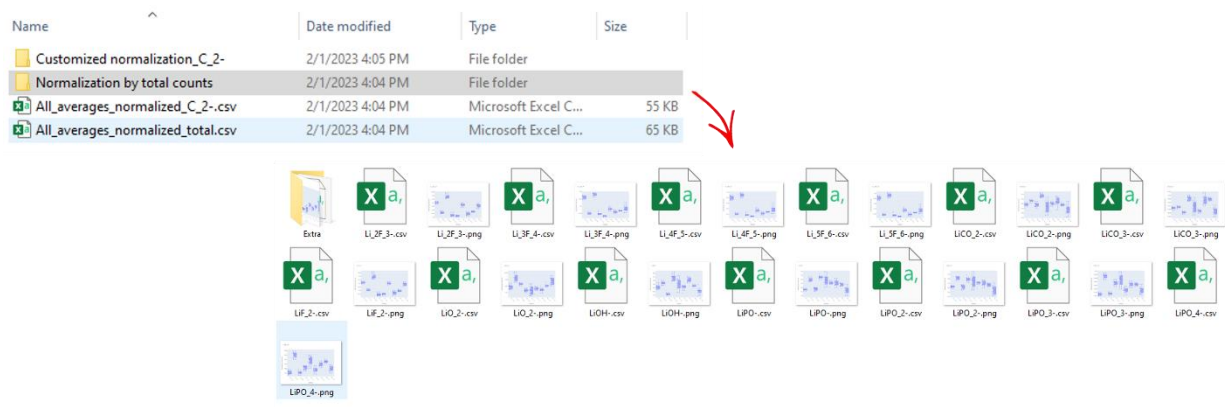 Name Date modified Type Size
Customized normalization_C_2- 2/1/2023 4:05 PM File folder
Normalization by total counts 2/1/2023 4:04 PM File folder
All_averages_normalized_C_2-.csv 2/1/2023 4:04 PM Microsoft Excel C... 55 KB
All_averages_normalized_total.csv 2/1/2023 4:04 PM Microsoft Excel C... 65 KB
Extra Li_2F_3-.csv Li_2F_3-.png Li_3F_4-.csv Li_3F_4-.png Li_4F_5-.csv Li_4F_5-.png Li_5F_6-.csv Li_5F_6-.png LiCO_2-.csv LiCO_2-.png LiCO_3-.csv LiCO_3-.png
LiF_2-.csv LiF_2-.png LiO_2-.csv LiO_2-.png LiOH-.csv LiOH-.png LiPO-.csv LiPO-.png LiPO_2-.csv LiPO_2-.png LiPO_3-.csv LiPO_3-.png LiPO_4-.csv
LiPO_4-.png